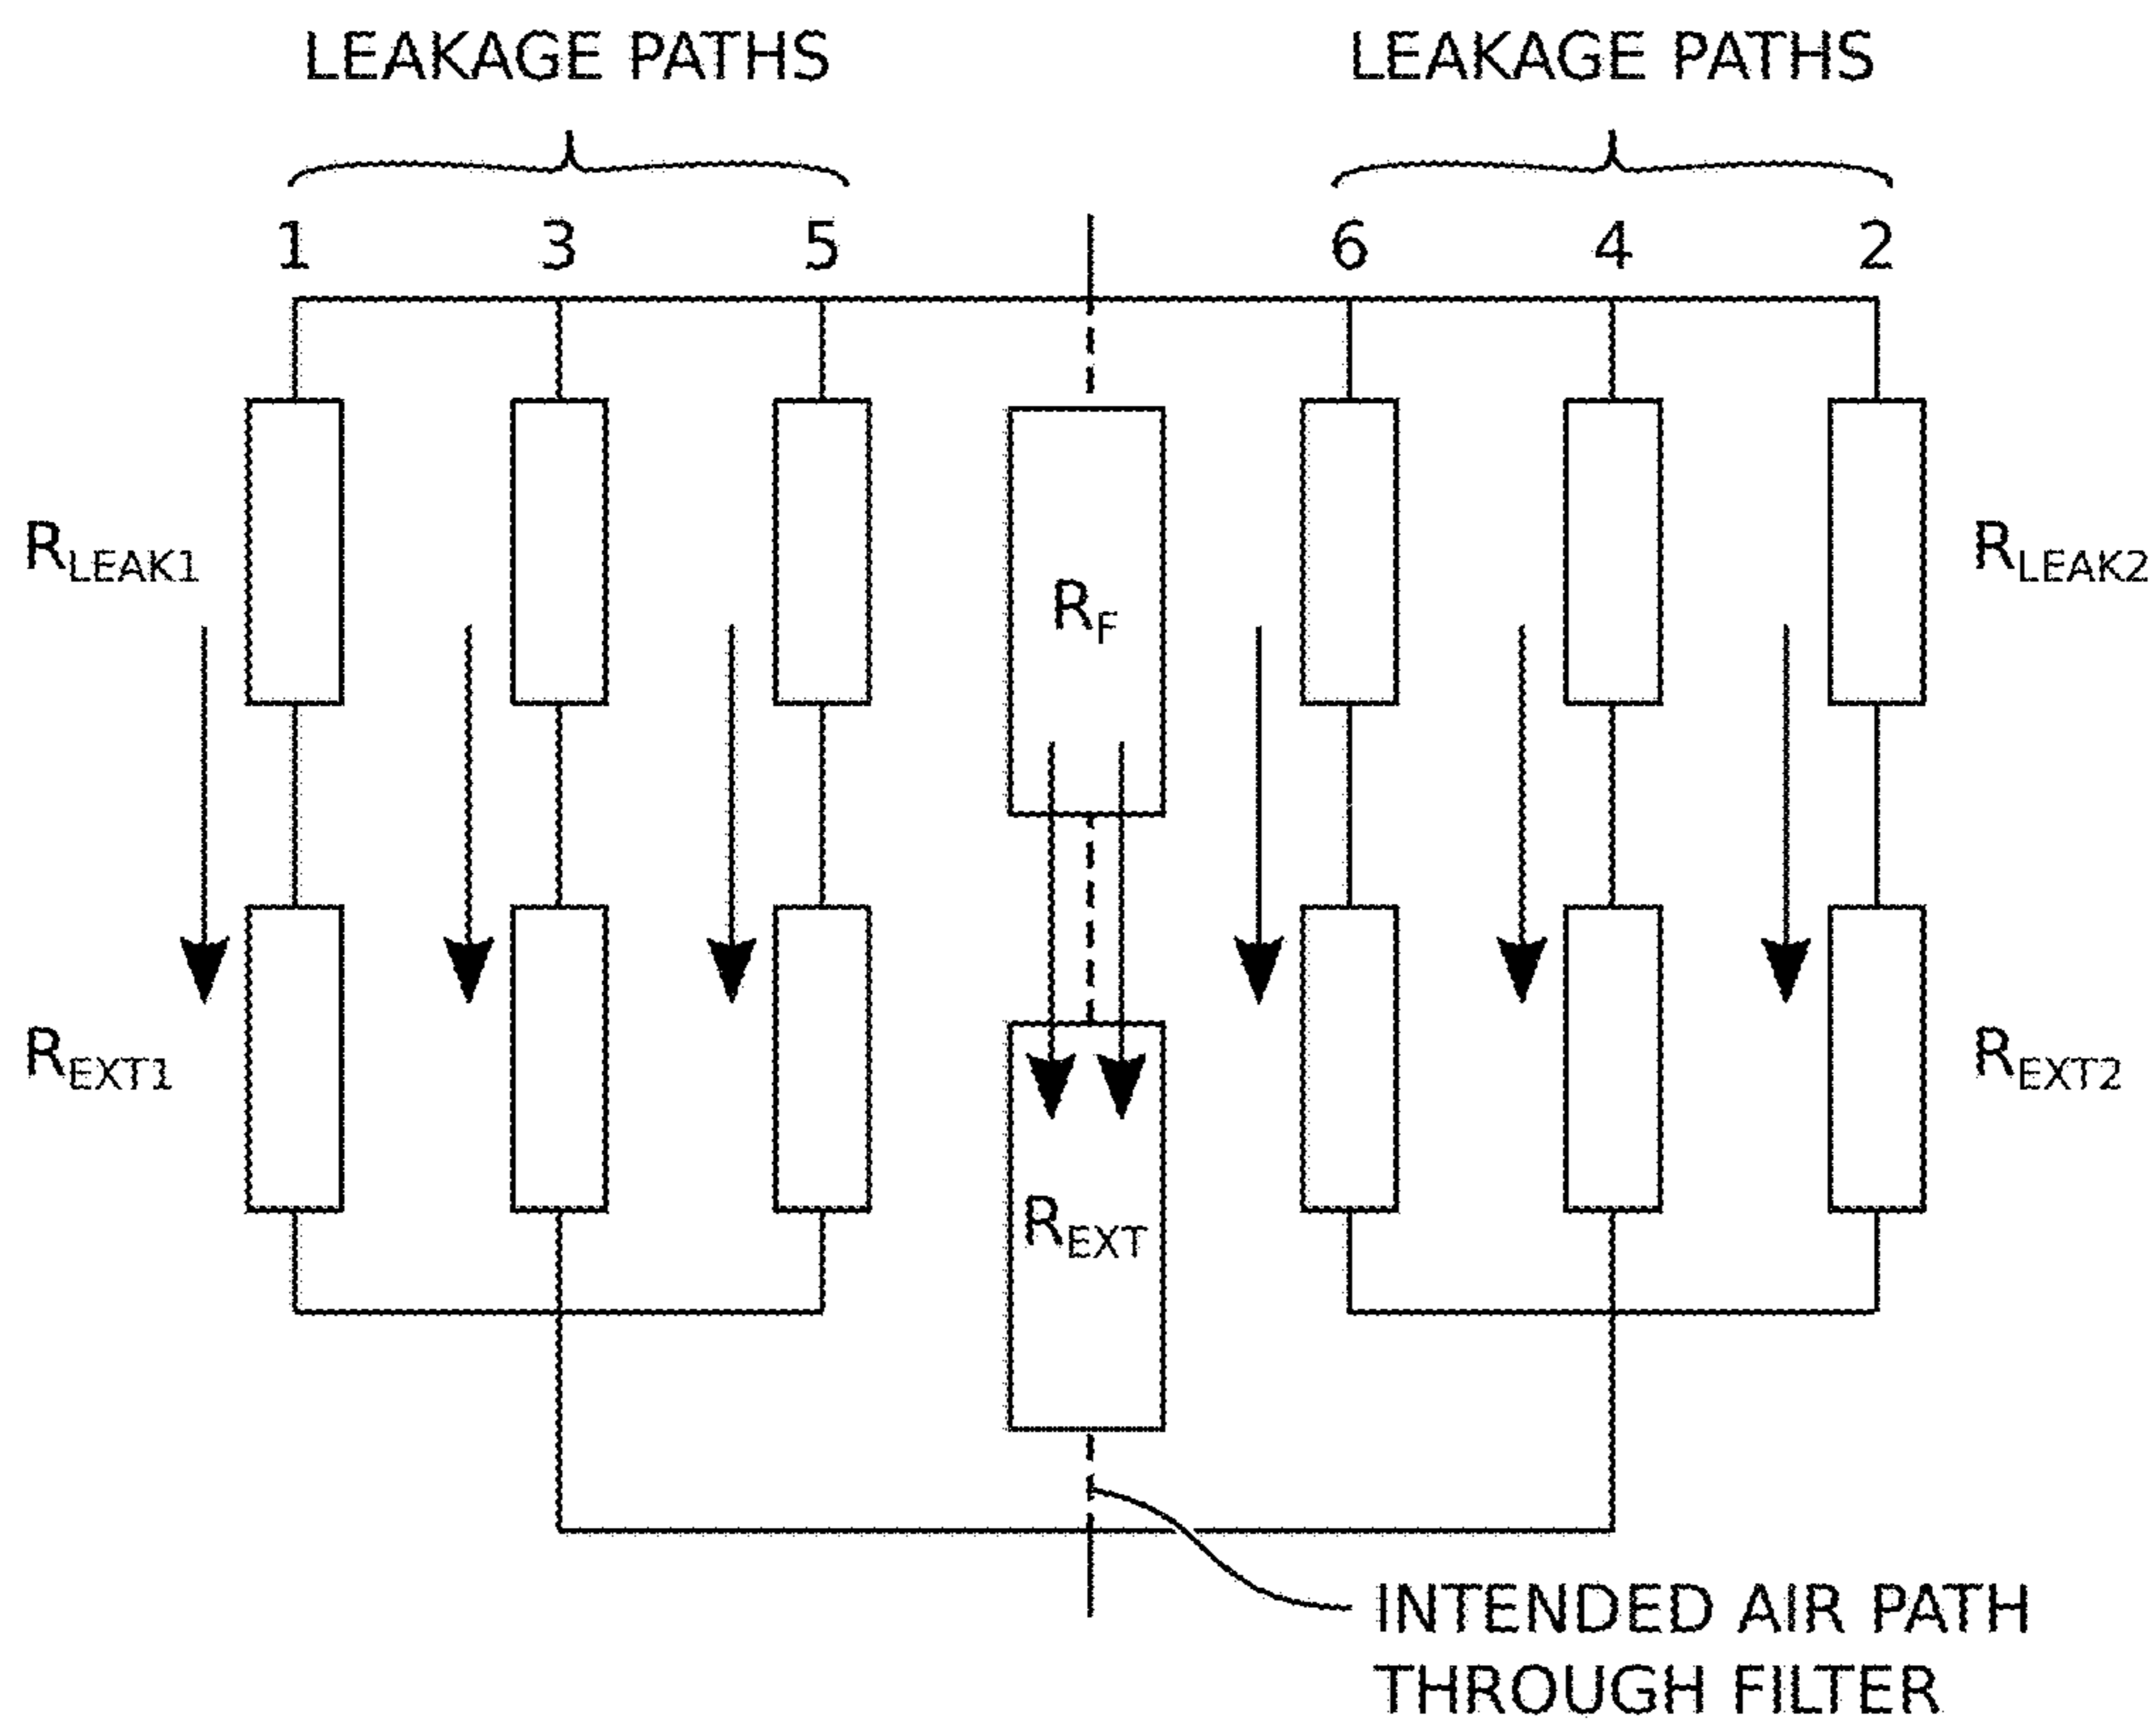 LEAKAGE PATHS
LEAKAGE PATHS
1 3 5 6 4 2
RLEAK1
RF
RLEAK2
REXT1
REXT2
REXT
INTENDED AIR PATH
THROUGH FILTER